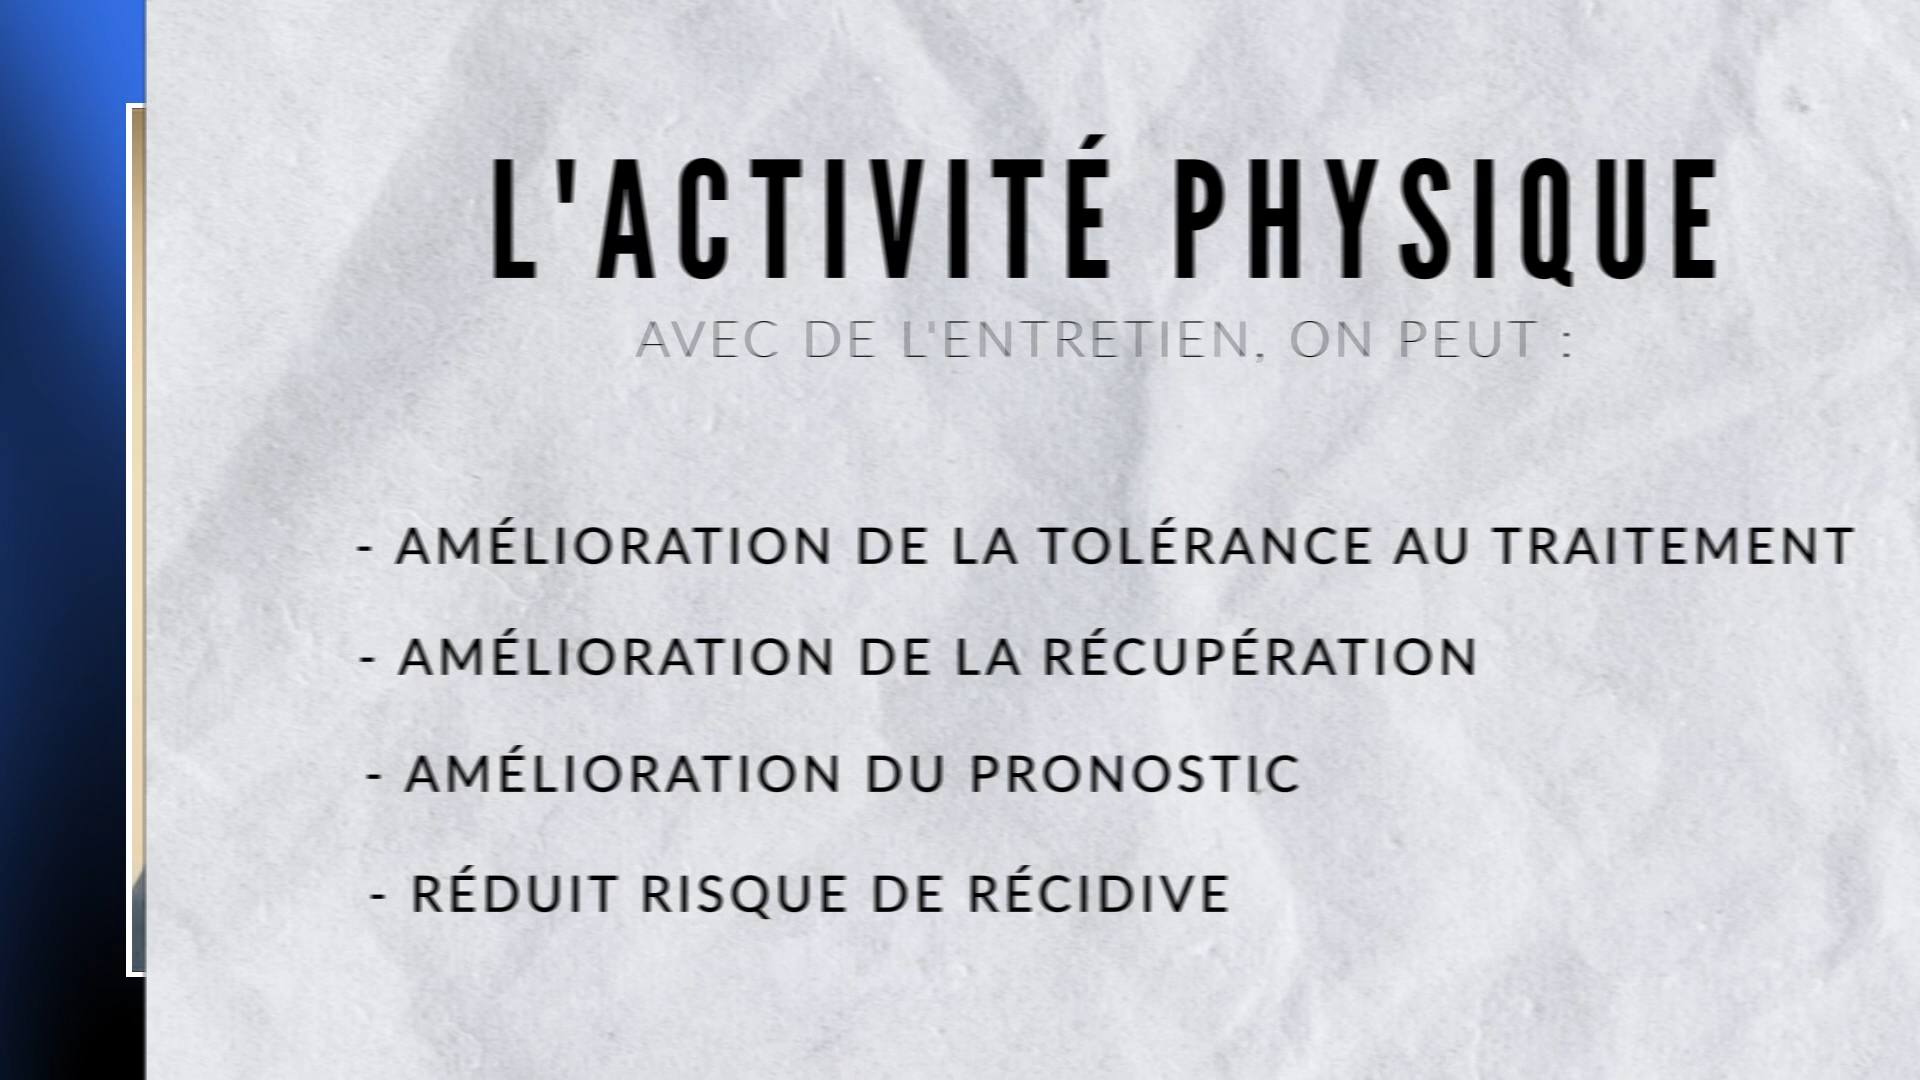 L'ACTIVITÉ PHYSIQUE
AVEC DE L'ENTRETIEN, ON PEUT :
- AMÉLIORATION DE LA TOLÉRANCE AU TRAITEMENT
- AMÉLIORATION DE LA RÉCUPÉRATION
- AMÉLIORATION DU PRONOSTIC
- RÉDUIT RISQUE DE RÉCIDIVE